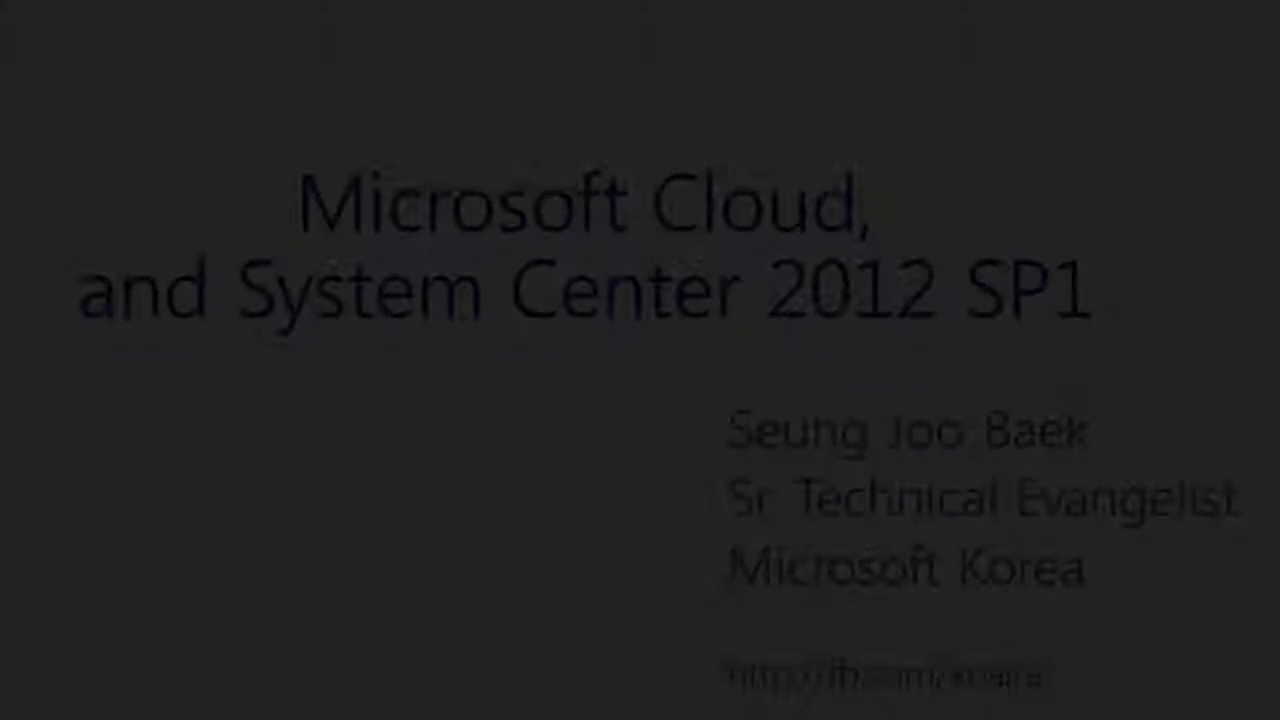 Microsoft Cloud,
and System Center 2012 SP1
Seung Joo Baek
Sr. Technical Evangelist
Microsoft Korea